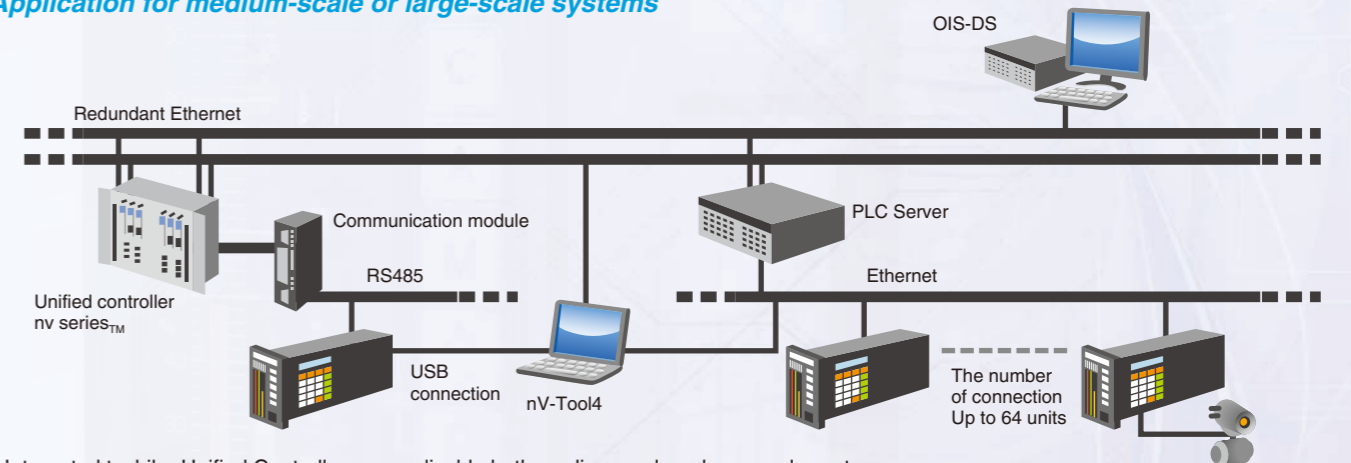 Application for medium-scale or large-scale systems
OIS-DS
Redundant Ethernet
Communication module
PLC Server
RS485
Ethernet
Unified controller
nv seriesTM
USB
connection
nV-Tool4
The number
of connection
Up to 64 units